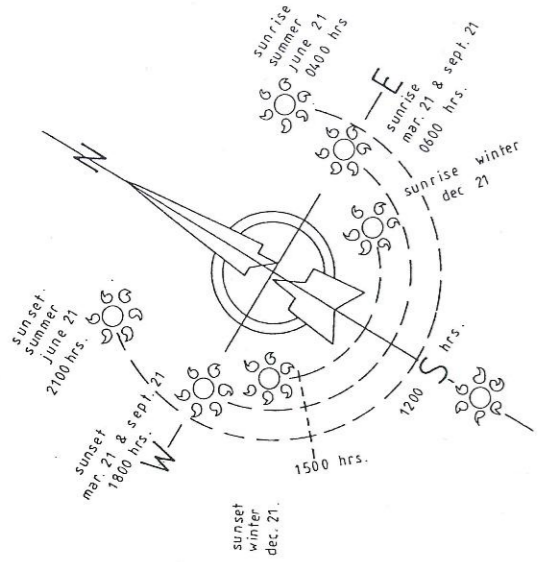 sunrise
summer
june 21
0400 hrs
N
E
sunrise
mar. 21 & sept. 21
0600 hrs.
sunrise winter
dec 21
sunset
summer
june 21
2100 hrs.
sunset
mar. 21 & sept. 21
1800 hrs.
W
sunset
winter
dec. 21.
1500 hrs.
1200 hrs.
S